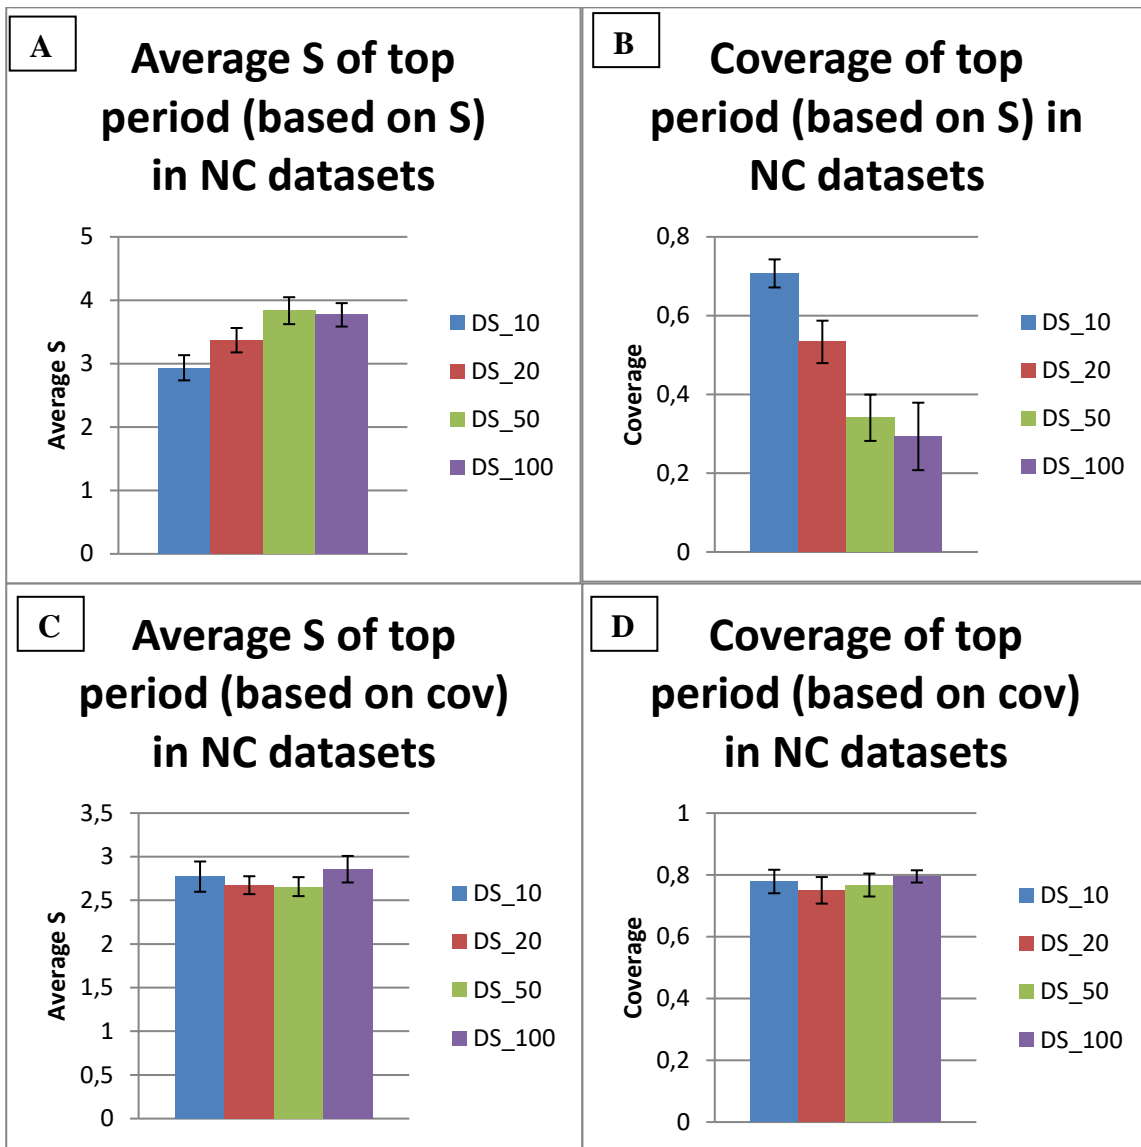 A
Average S of top
period (based on S)
in NC datasets
Average S
5
4
3
2
1
0
DS_10
DS_20
DS_50
DS_100
B
Coverage of top
period (based on S) in
NC datasets
Coverage
0,8
0,6
0,4
0,2
0
DS_10
DS_20
DS_50
DS_100
C
Average S of top
period (based on cov)
in NC datasets
Average S
3,5
3
2,5
2
1,5
1
0,5
0
DS_10
DS_20
DS_50
DS_100
D
Coverage of top
period (based on cov)
in NC datasets
Coverage
1
0,8
0,6
0,4
0,2
0
DS_10
DS_20
DS_50
DS_100